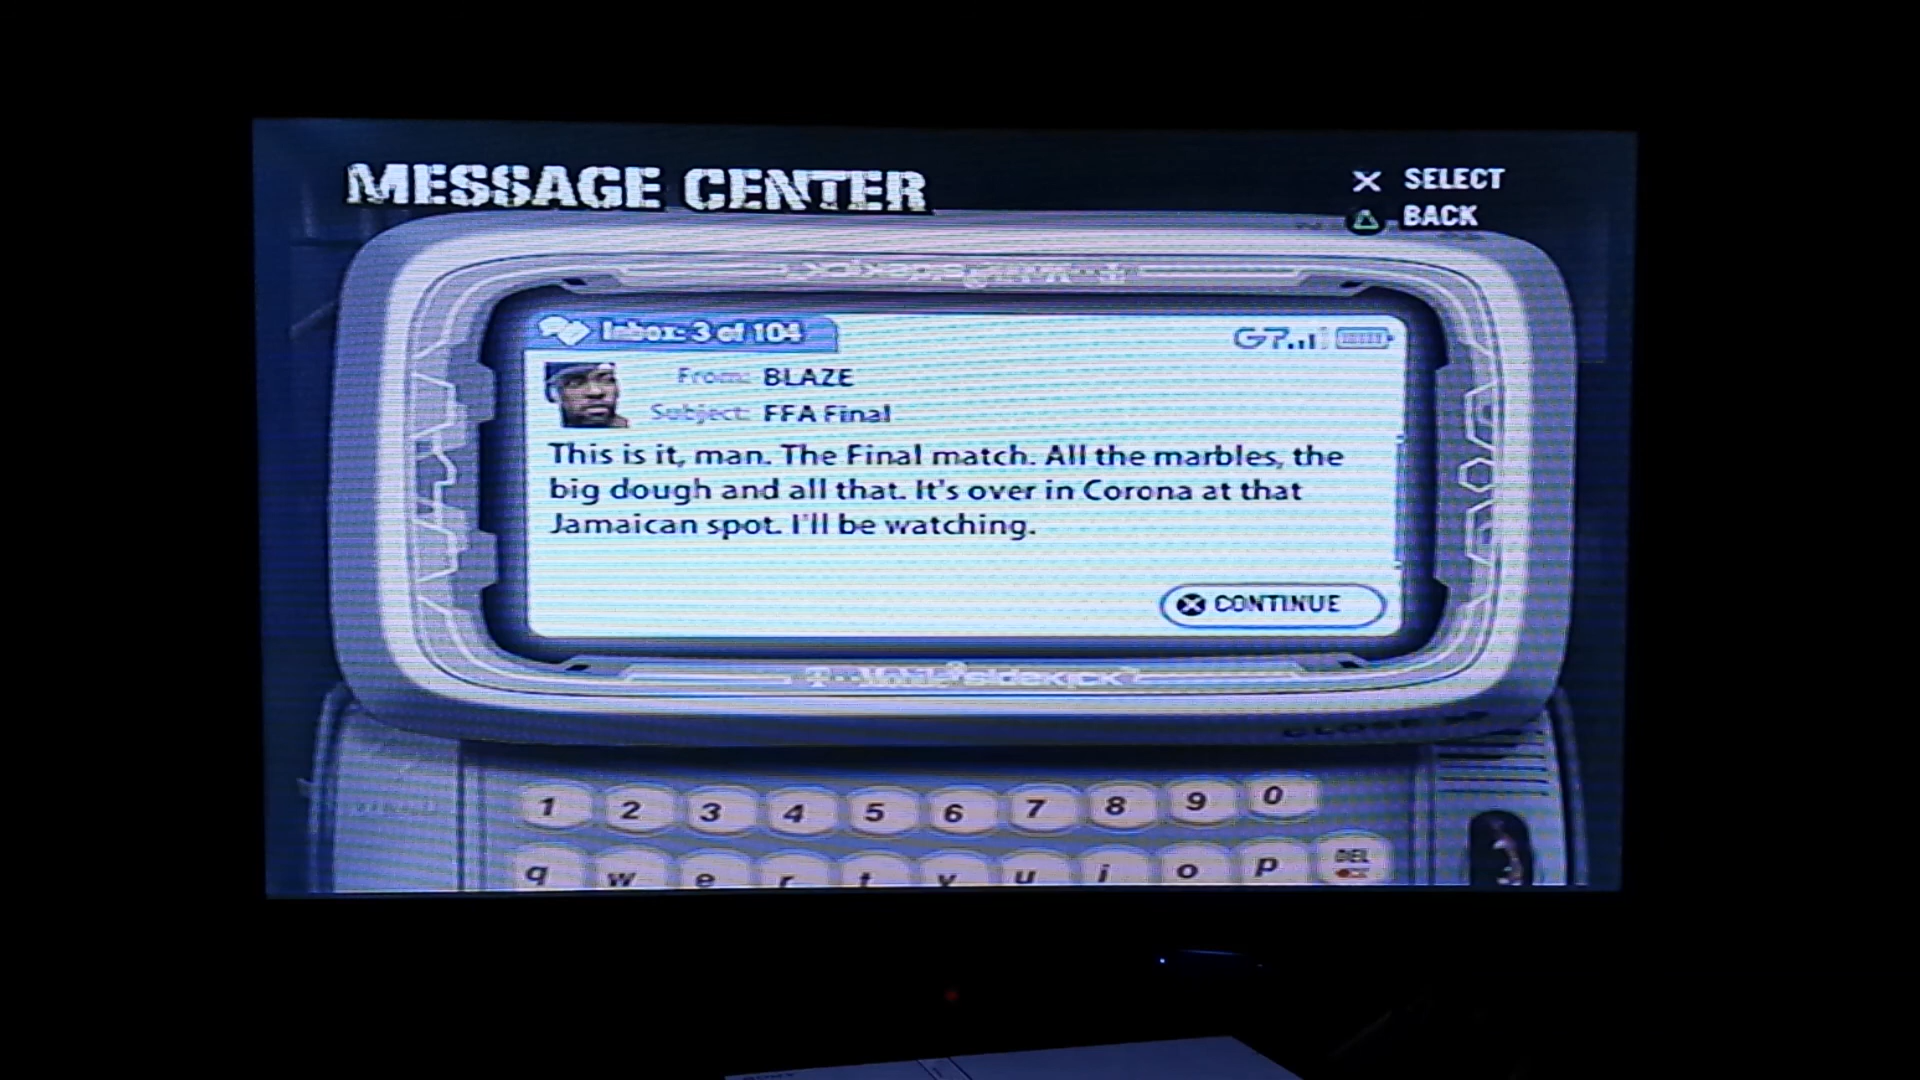 MESSAGE CENTER
SELECT
BACK
Inbox: 3 of 104
From: BLAZE
Subject: FFA Final
This is it, man. The Final match. All the marbles, the
big dough and all that. It's over in Corona at that
Jamaican spot. I'll be watching.
CONTINUE
T Mobile sidekick
1 2 3 4 5 6 7 8 9 0
q w e r t y u i o p DEL